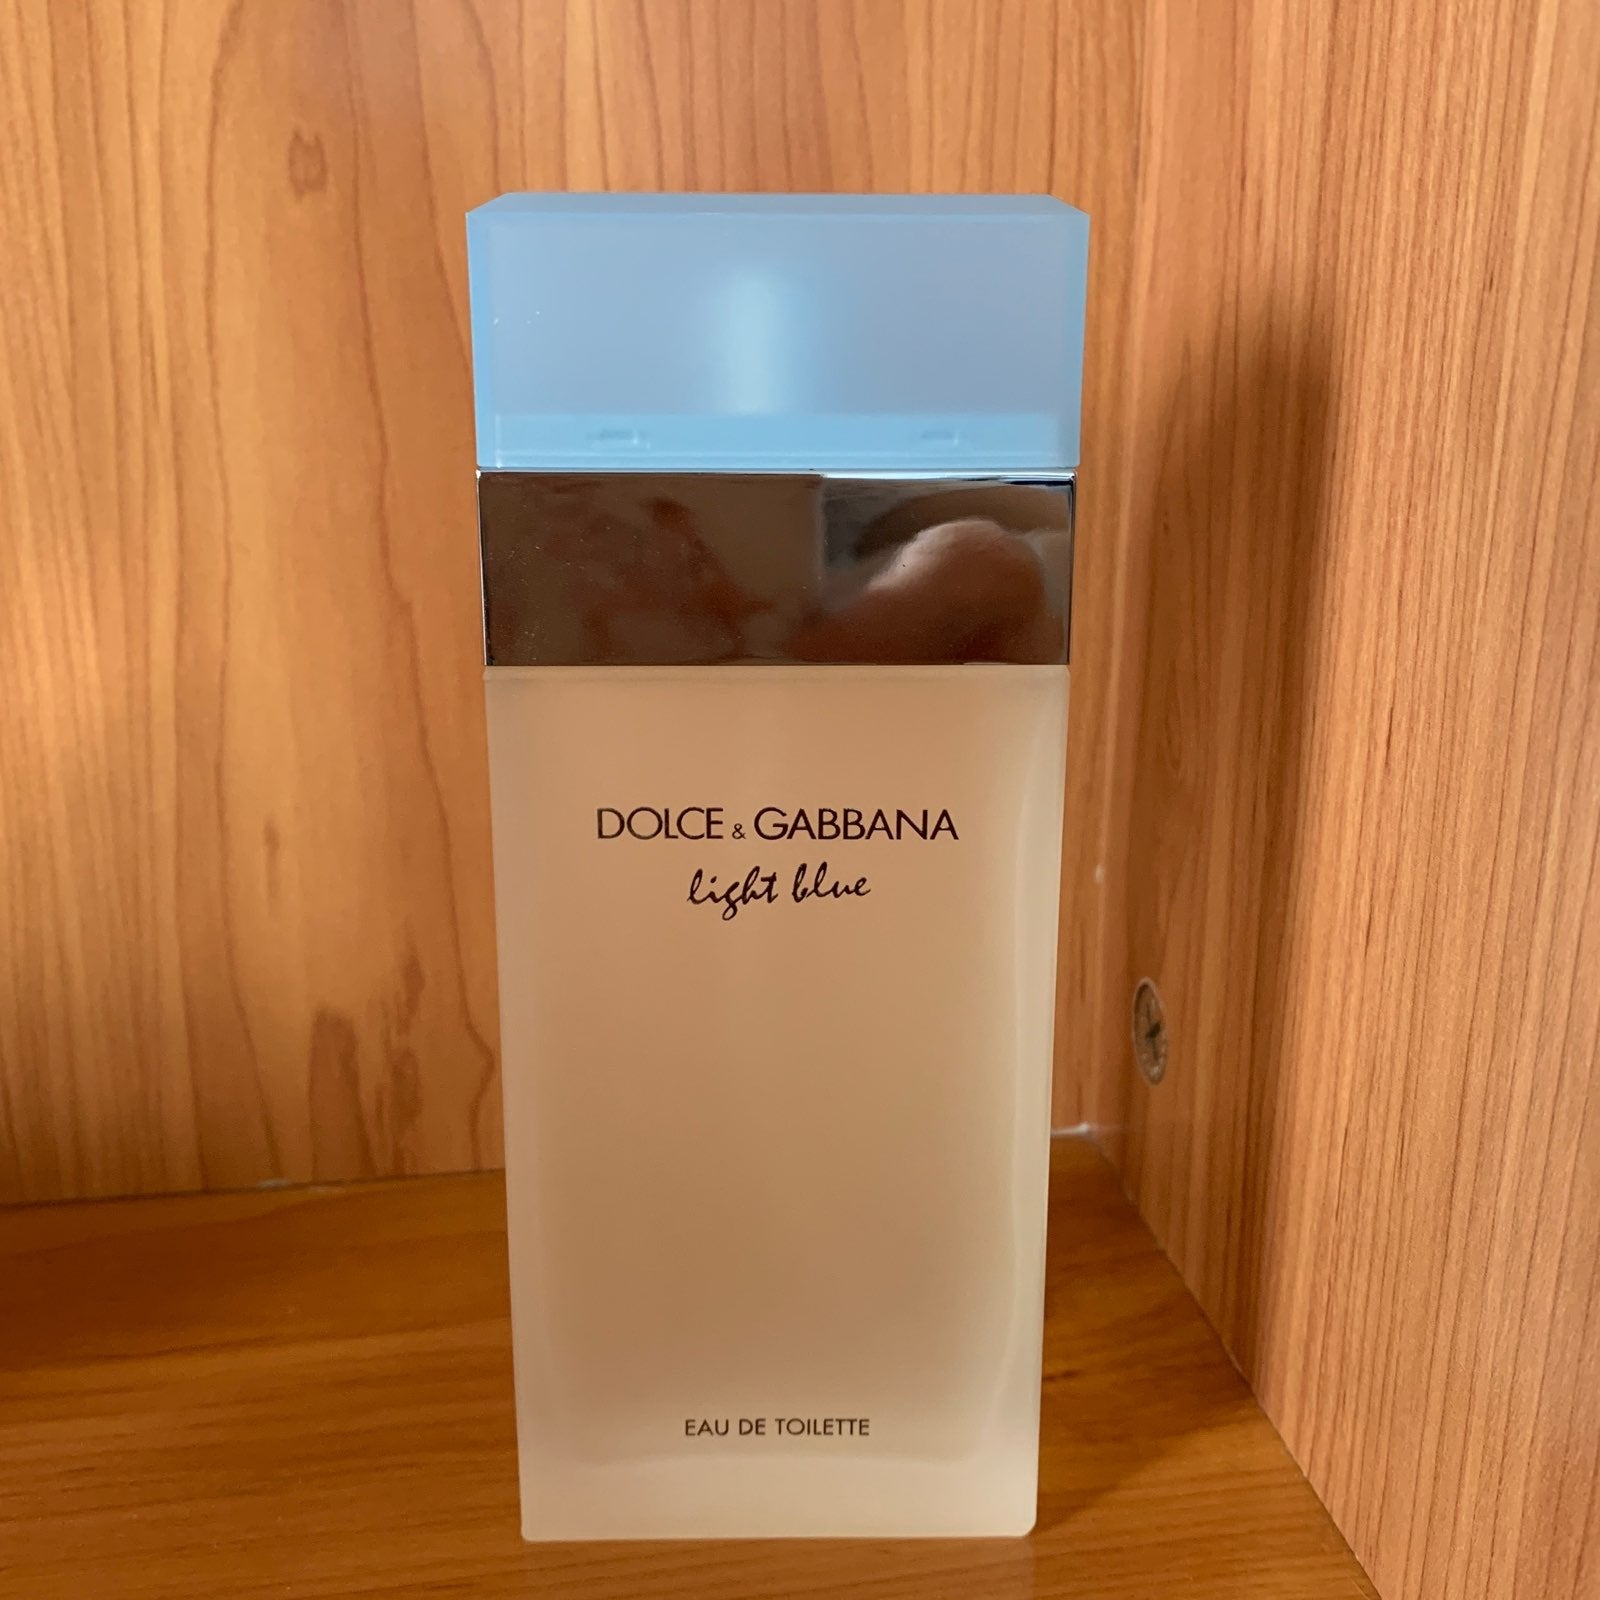 DOLCE & GABBANA
light blue
EAU DE TOILETTE